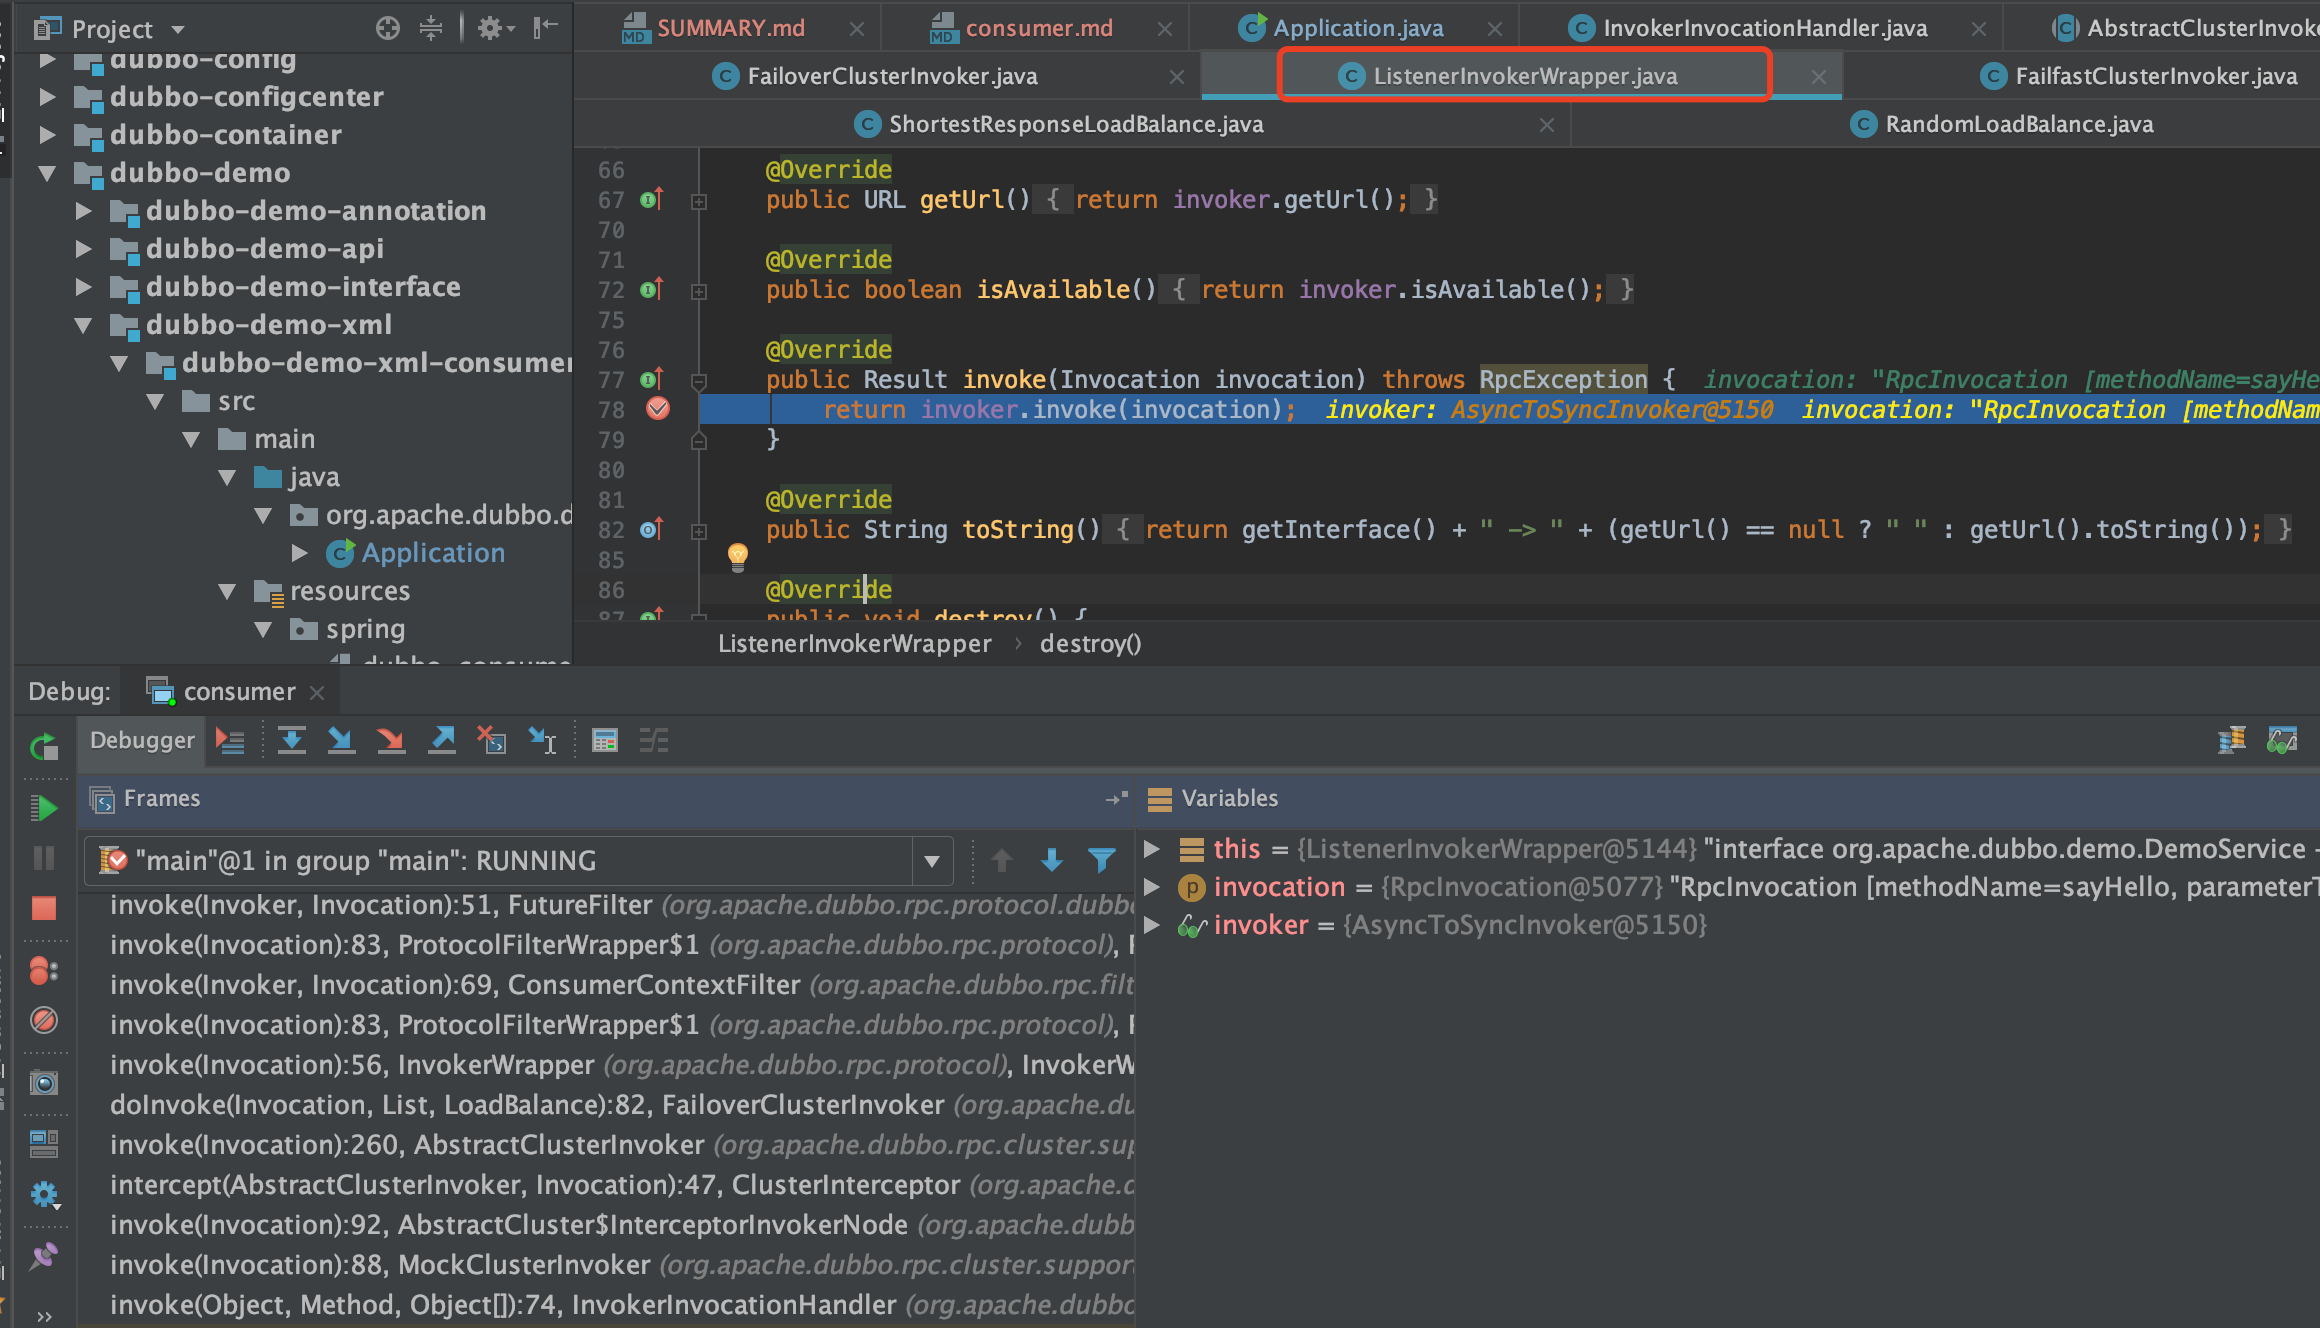 Project
SUMMARY.md
consumer.md
Application.java
InvokerInvocationHandler.java
AbstractClusterInvoke
FailoverClusterInvoker.java
ListenerInvokerWrapper.java
FailfastClusterInvoker.java
ShortestResponseLoadBalance.java
RandomLoadBalance.java
dubbo-config
dubbo-configcenter
dubbo-container
dubbo-demo
dubbo-demo-annotation
dubbo-demo-api
dubbo-demo-interface
dubbo-demo-xml
dubbo-demo-xml-consumer
src
main
java
org.apache.dubbo.d
Application
resources
spring
dubbo-consume
66 @Override
67 public URL getUrl() { return invoker.getUrl(); }
70
71 @Override
72 public boolean isAvailable() { return invoker.isAvailable(); }
75
76 @Override
77 public Result invoke(Invocation invocation) throws RpcException { invocation: "RpcInvocation [methodName=sayHe
78 return invoker.invoke(invocation); invoker: AsyncToSyncInvoker@5150 invocation: "RpcInvocation [methodNam
79 }
80
81 @Override
82 public String toString() { return getInterface() + " -> " + (getUrl() == null ? " " : getUrl().toString()); }
85
86 @Override
87 public void destroy() {
ListenerInvokerWrapper › destroy()
Debug: consumer
Debugger
Frames
"main"@1 in group "main": RUNNING
invoke(Invoker, Invocation):51, FutureFilter (org.apache.dubbo.rpc.protocol.dubbo
invoke(Invocation):83, ProtocolFilterWrapper$1 (org.apache.dubbo.rpc.protocol), P
invoke(Invoker, Invocation):69, ConsumerContextFilter (org.apache.dubbo.rpc.filt
invoke(Invocation):83, ProtocolFilterWrapper$1 (org.apache.dubbo.rpc.protocol), P
invoke(Invocation):56, InvokerWrapper (org.apache.dubbo.rpc.protocol), InvokerW
doInvoke(Invocation, List, LoadBalance):82, FailoverClusterInvoker (org.apache.du
invoke(Invocation):260, AbstractClusterInvoker (org.apache.dubbo.rpc.cluster.sup
intercept(AbstractClusterInvoker, Invocation):47, ClusterInterceptor (org.apache.d
invoke(Invocation):92, AbstractCluster$InterceptorInvokerNode (org.apache.dubb
invoke(Invocation):88, MockClusterInvoker (org.apache.dubbo.rpc.cluster.suppor
invoke(Object, Method, Object[]):74, InvokerInvocationHandler (org.apache.dubbo
Variables
this = {ListenerInvokerWrapper@5144} "interface org.apache.dubbo.demo.DemoService -
invocation = {RpcInvocation@5077} "RpcInvocation [methodName=sayHello, parameterT
invoker = {AsyncToSyncInvoker@5150}